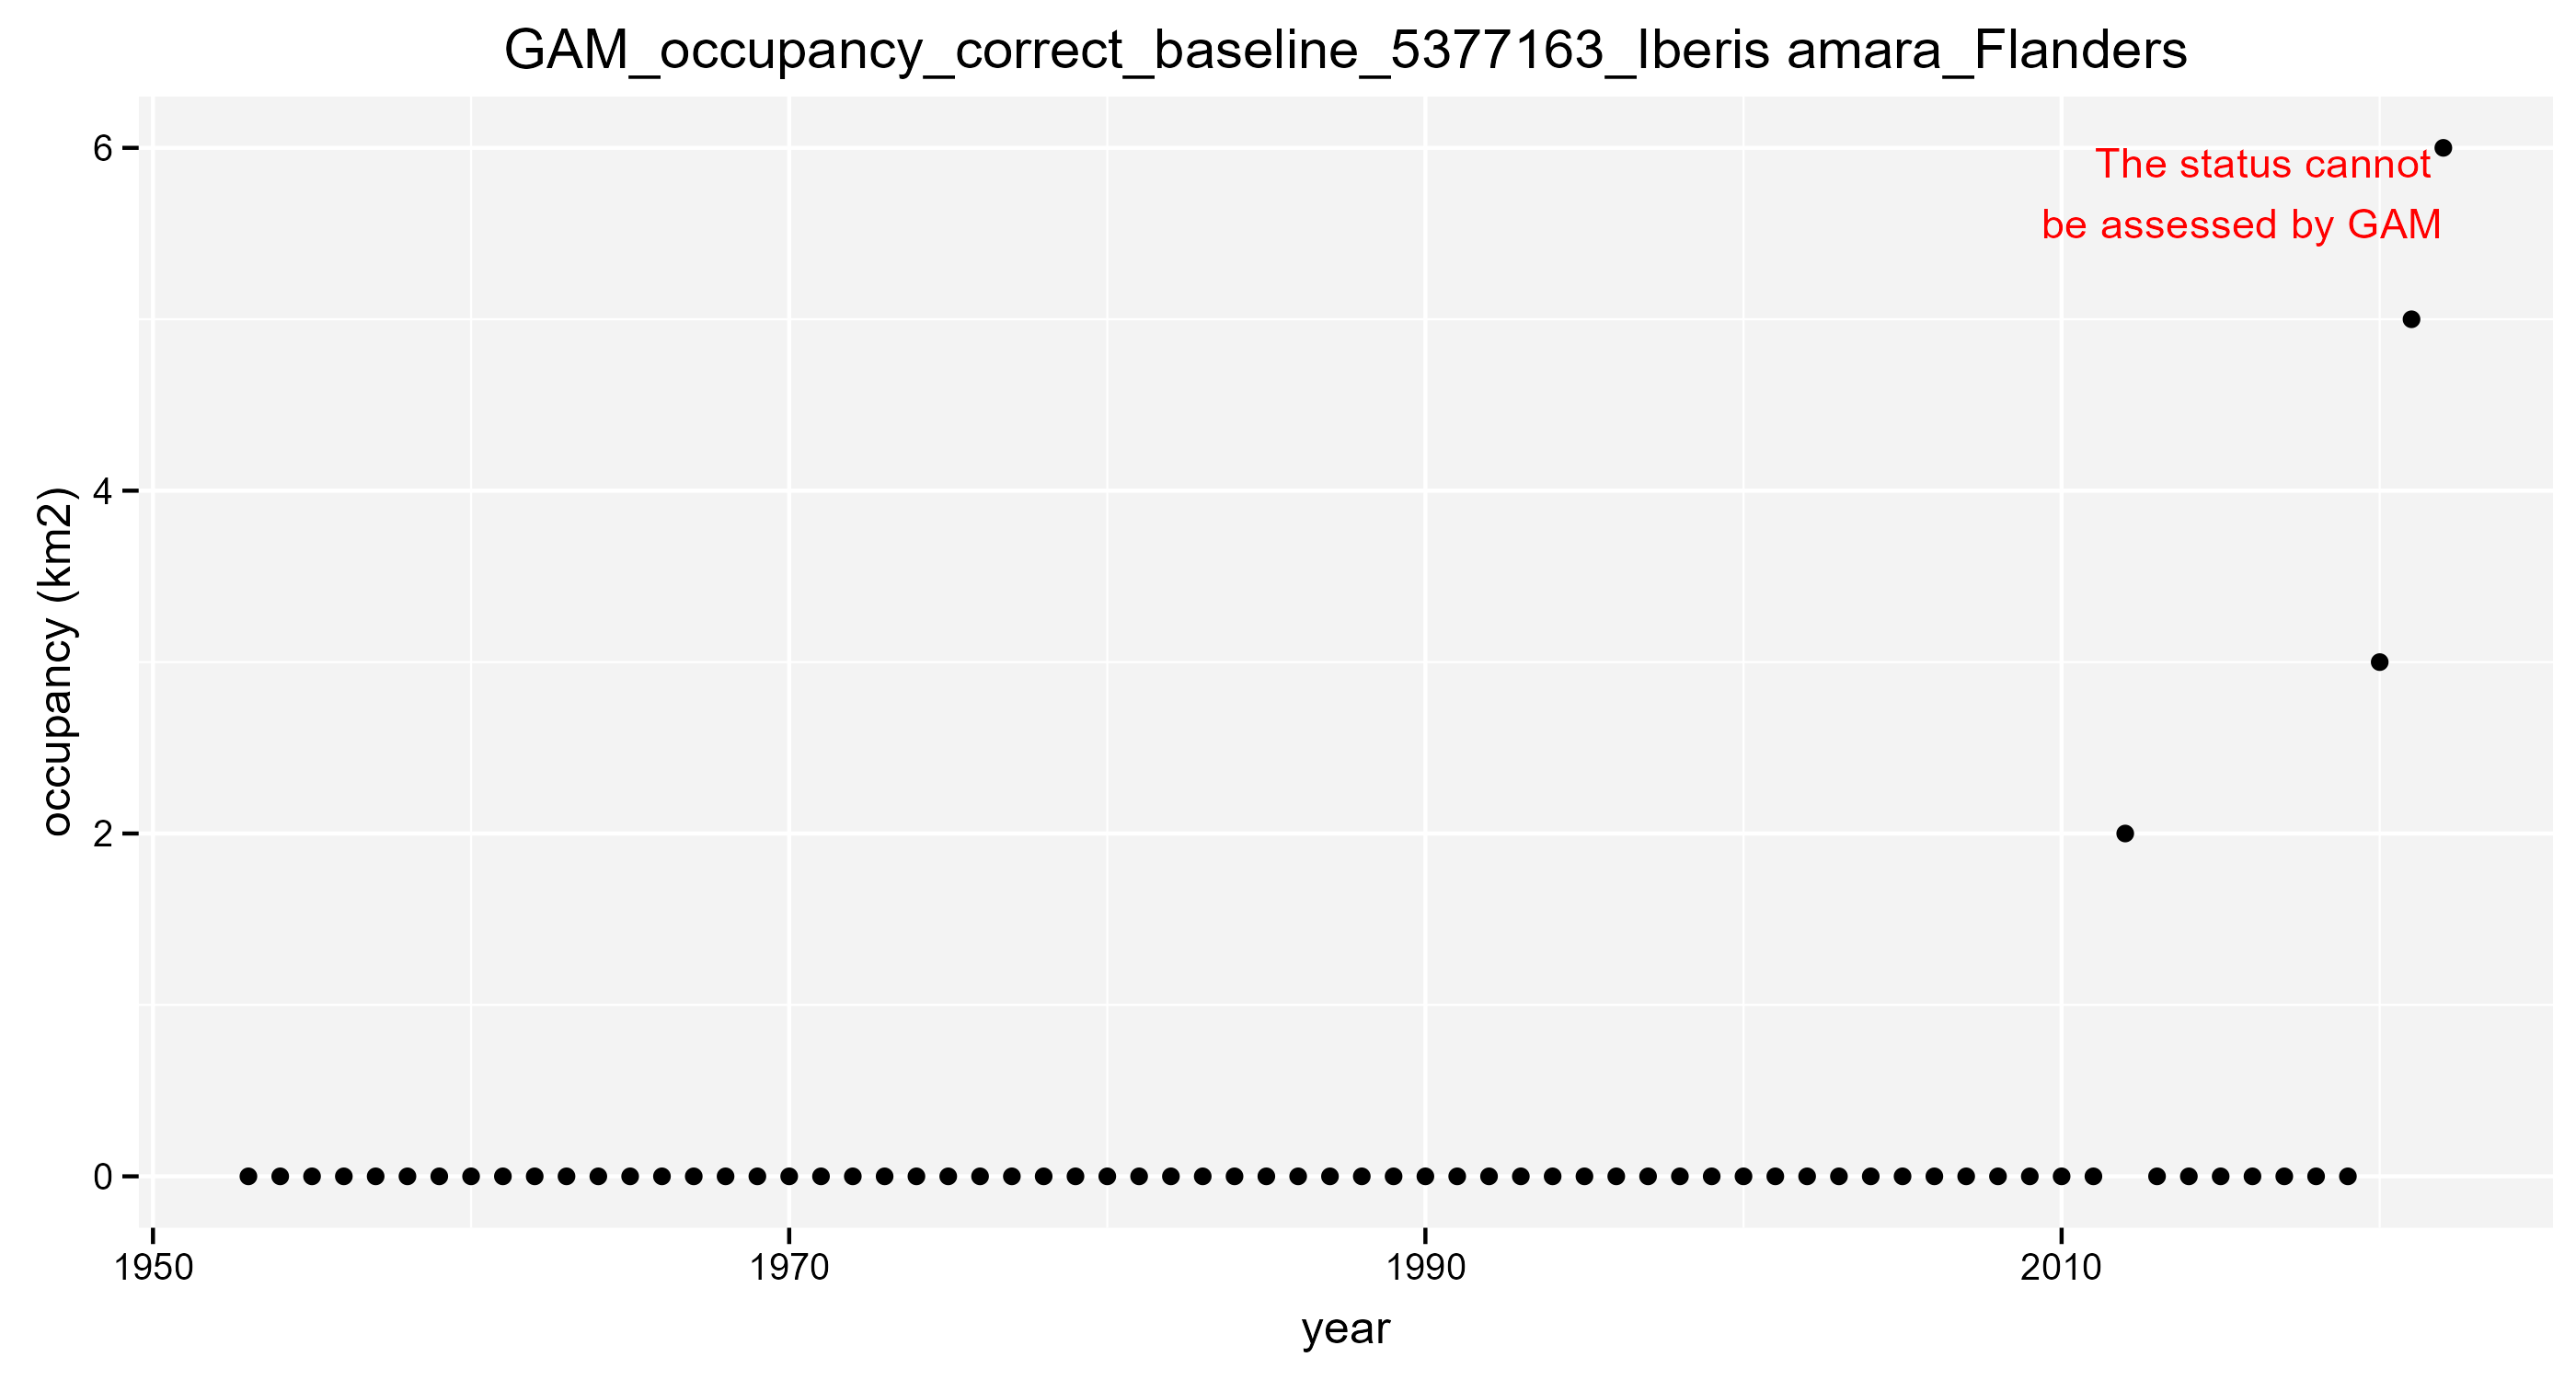 GAM_occupancy_correct_baseline_5377163_Iberis amara_Flanders
6
The status cannot
be assessed by GAM
4
occupancy (km2)
2
0
1950 1970 1990 2010
year